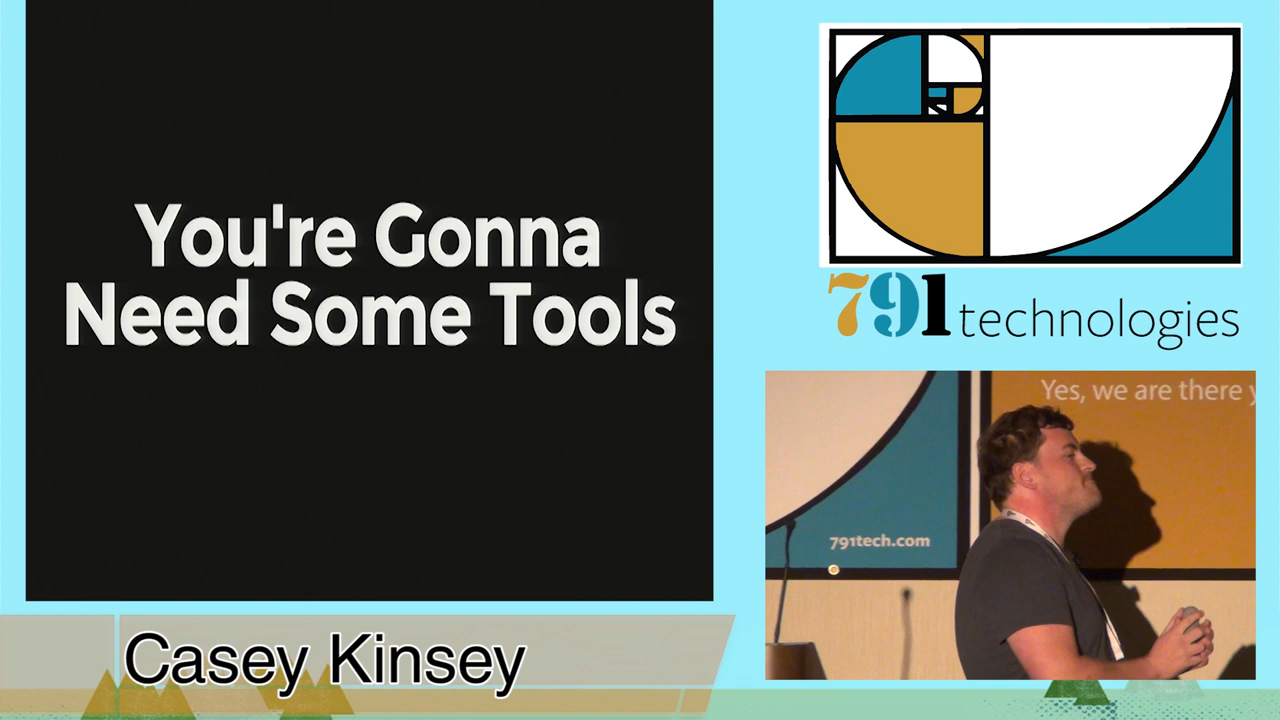 You're Gonna
Need Some Tools
791 technologies
Yes, we are there
791tech.com
Casey Kinsey